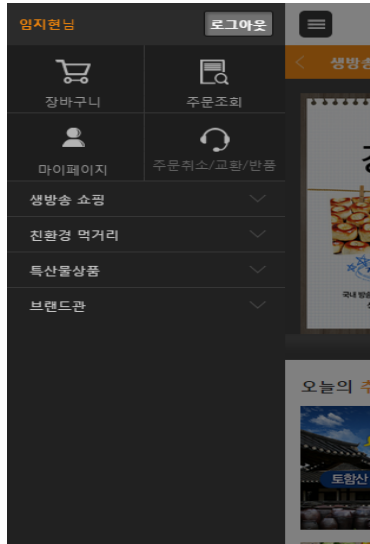 임지현님
로그아웃
장바구니
주문조회
마이페이지
주문취소/교환/반품
생방송 쇼핑
친환경 먹거리
특산물상품
브랜드관
생방
국내
오늘의
토함산